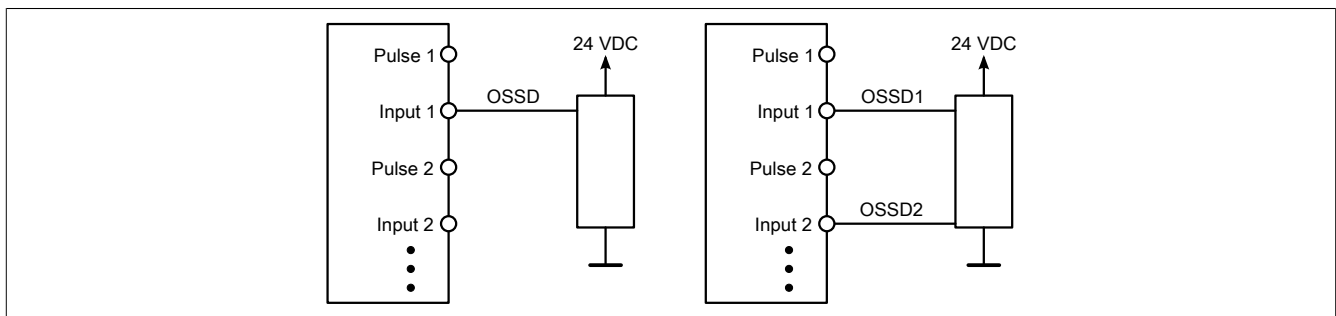 Pulse 1
Input 1
Pulse 2
Input 2
OSSD
24 VDC
Pulse 1
Input 1
Pulse 2
Input 2
OSSD1
OSSD2
24 VDC